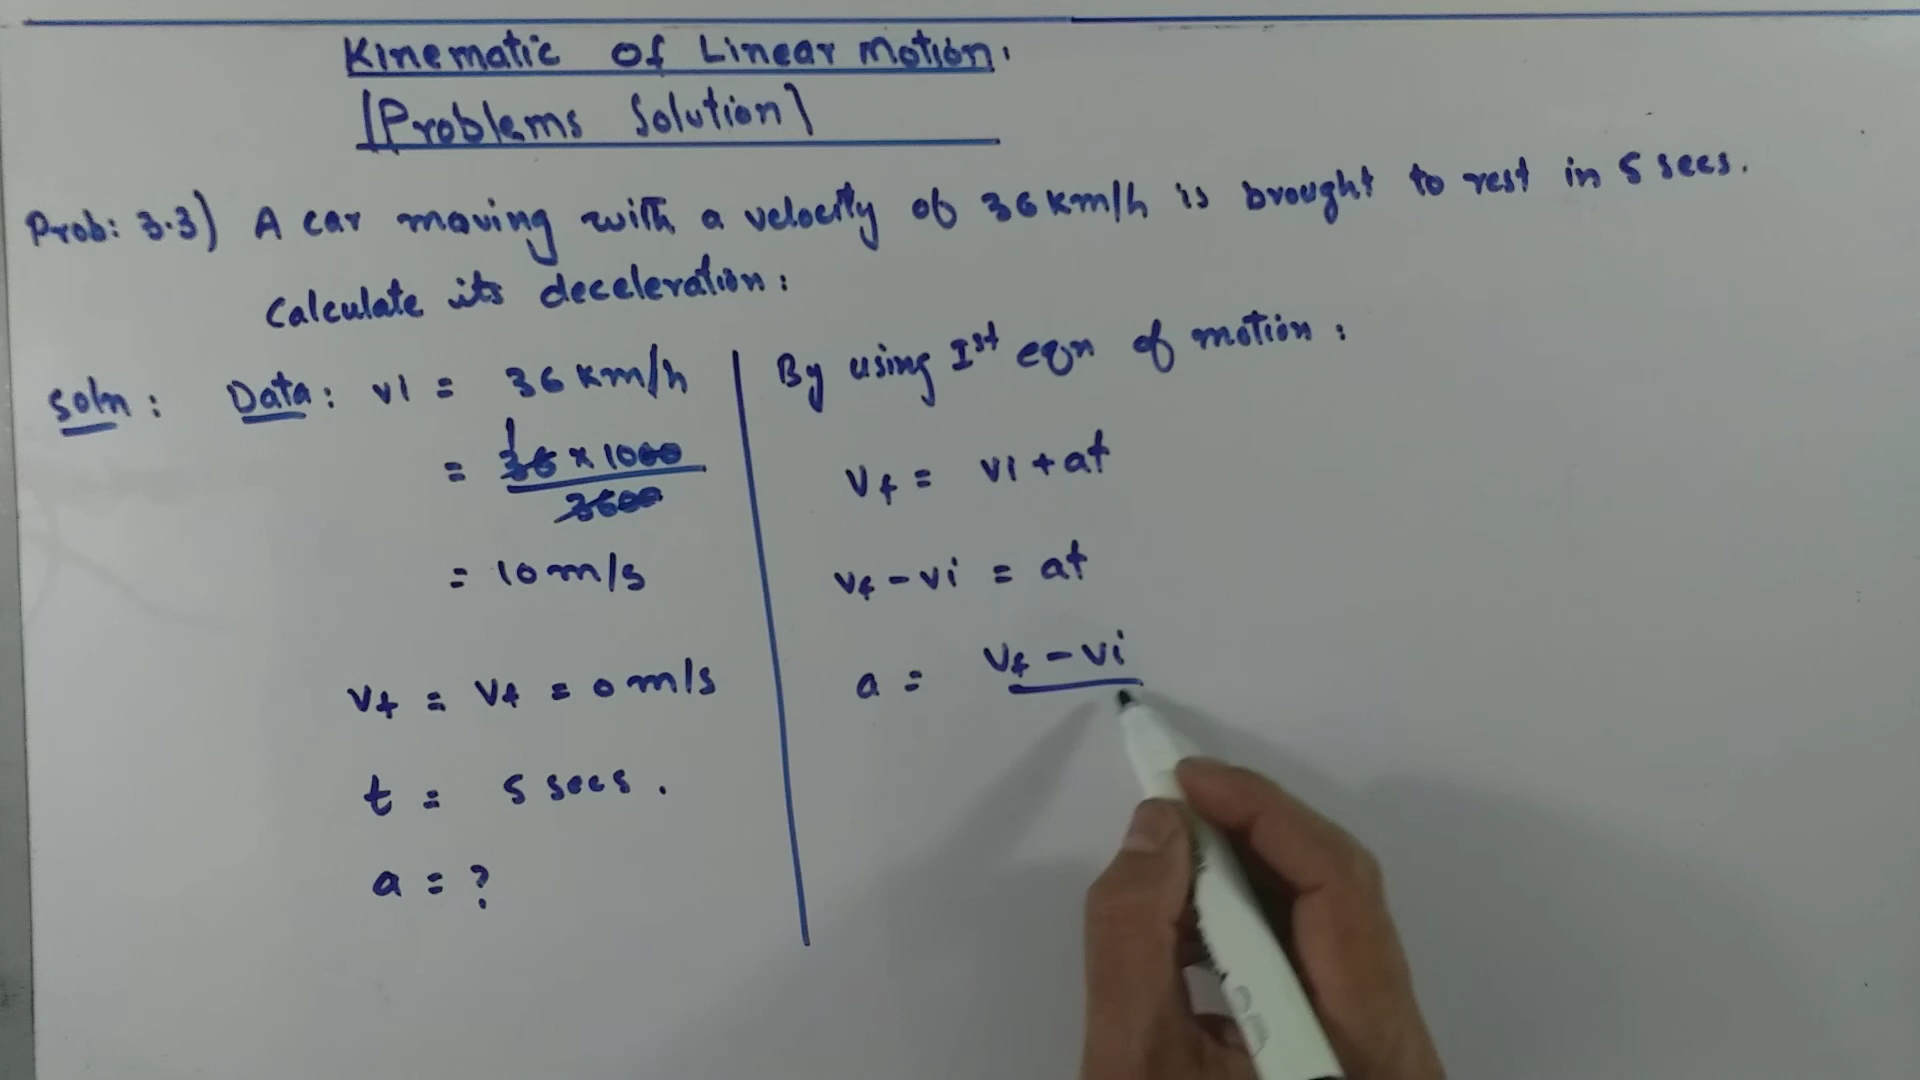 Kinematic of Linear Motion.
[Problems Solution]
Prob: 3.3) A car moving with a velocity of 36 km/h is brought to rest in 5 secs.
Calculate its deceleration:
Soln: Data: vi = 36 km/h
= 36 x 1000
1
3600
= 10 m/s
vf = vf = 0 m/s
t = 5 secs.
a = ?
By using Ist eqn of motion:
vf = vi + at
vf - vi = at
a = vf - vi